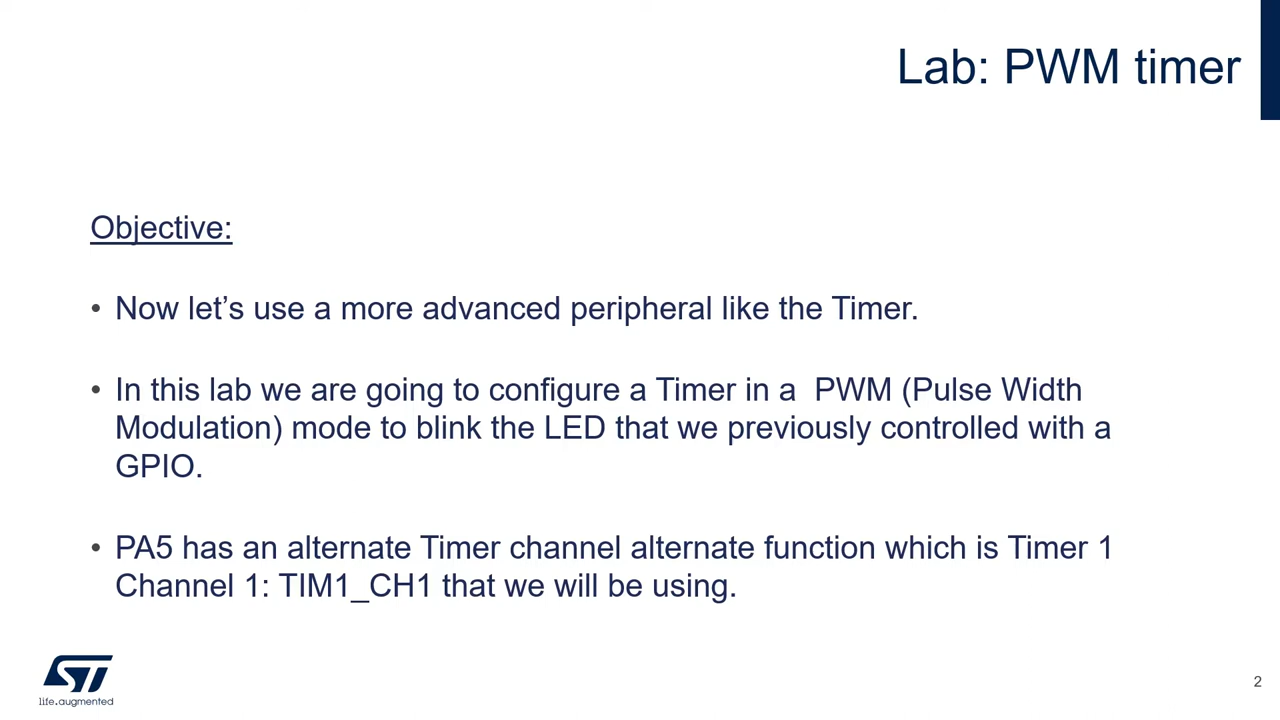 Lab: PWM timer
Objective:
• Now let’s use a more advanced peripheral like the Timer.
• In this lab we are going to configure a Timer in a  PWM (Pulse Width
Modulation) mode to blink the LED that we previously controlled with a
GPIO.
• PA5 has an alternate Timer channel alternate function which is Timer 1
Channel 1: TIM1_CH1 that we will be using.
ST
life.augmented
2